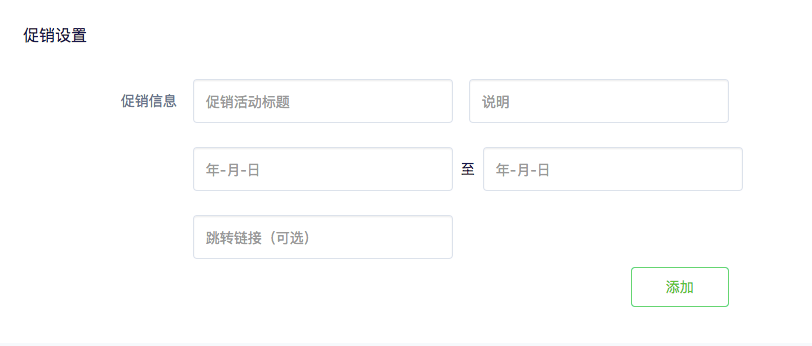 促销设置
促销信息 促销活动标题 说明
年-月-日 至 年-月-日
跳转链接（可选）
添加